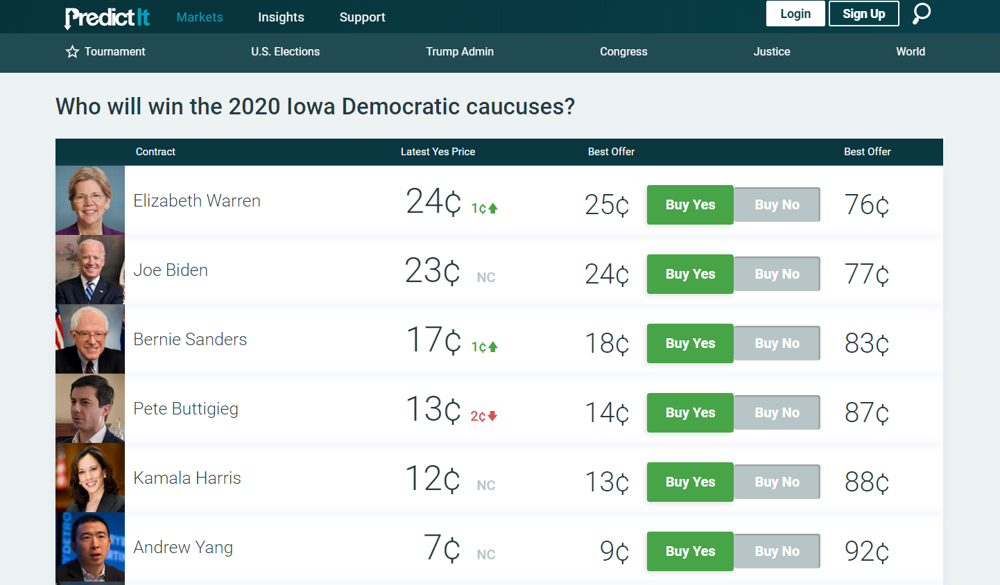 PredictIt Markets Insights Support Login Sign Up
Tournament U.S. Elections Trump Admin Congress Justice World
Who will win the 2020 Iowa Democratic caucuses?
Contract Latest Yes Price Best Offer Best Offer
Elizabeth Warren 24¢ 1¢ 25¢ Buy Yes Buy No 76¢
Joe Biden 23¢ NC 24¢ Buy Yes Buy No 77¢
Bernie Sanders 17¢ 1¢ 18¢ Buy Yes Buy No 83¢
Pete Buttigieg 13¢ 2¢ 14¢ Buy Yes Buy No 87¢
Kamala Harris 12¢ NC 13¢ Buy Yes Buy No 88¢
Andrew Yang 7¢ NC 9¢ Buy Yes Buy No 92¢